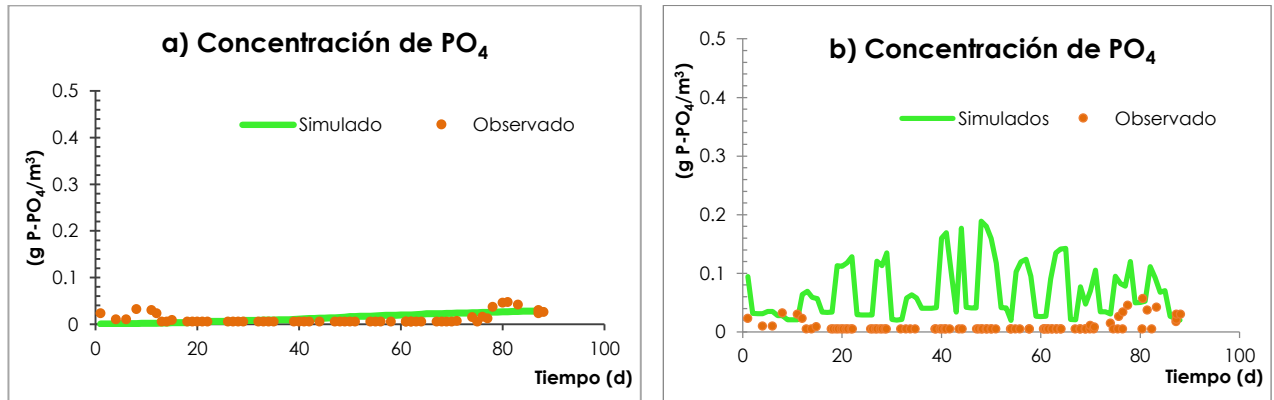 a) Concentración de PO₄
(g P-PO₄/m³)
0.5
0.4
0.3
0.2
0.1
0
Simulado
Observado
0 20 40 60 80 100
Tiempo (d)
b) Concentración de PO₄
(g P-PO₄/m³)
0.5
0.4
0.3
0.2
0.1
0
Simulados
Observado
0 20 40 60 80 100
Tiempo (d)